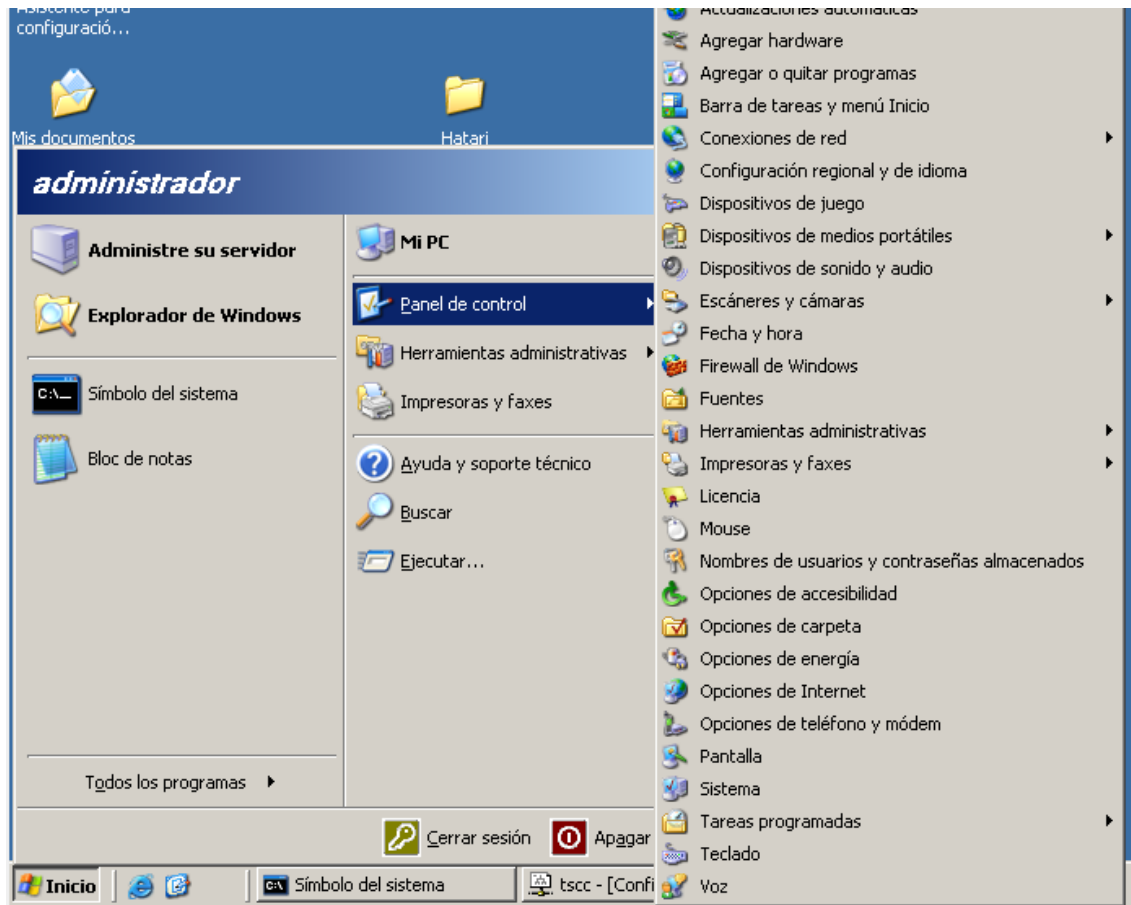 Asistente para
configuració...
Mis documentos
Hatari
administrador
Administre su servidor
Explorador de Windows
Símbolo del sistema
C:\_
Bloc de notas
Todos los programas
Mi PC
Panel de control
Herramientas administrativas
Impresoras y faxes
Ayuda y soporte técnico
Buscar
Ejecutar...
Cerrar sesión
Apagar
Actualizaciones automáticas
Agregar hardware
Agregar o quitar programas
Barra de tareas y menú Inicio
Conexiones de red
Configuración regional y de idioma
Dispositivos de juego
Dispositivos de medios portátiles
Dispositivos de sonido y audio
Escáneres y cámaras
Fecha y hora
Firewall de Windows
Fuentes
Herramientas administrativas
Impresoras y faxes
Licencia
Mouse
Nombres de usuarios y contraseñas almacenados
Opciones de accesibilidad
Opciones de carpeta
Opciones de energía
Opciones de Internet
Opciones de teléfono y módem
Pantalla
Sistema
Tareas programadas
Teclado
Voz
Inicio
Símbolo del sistema
tscc - [Confi